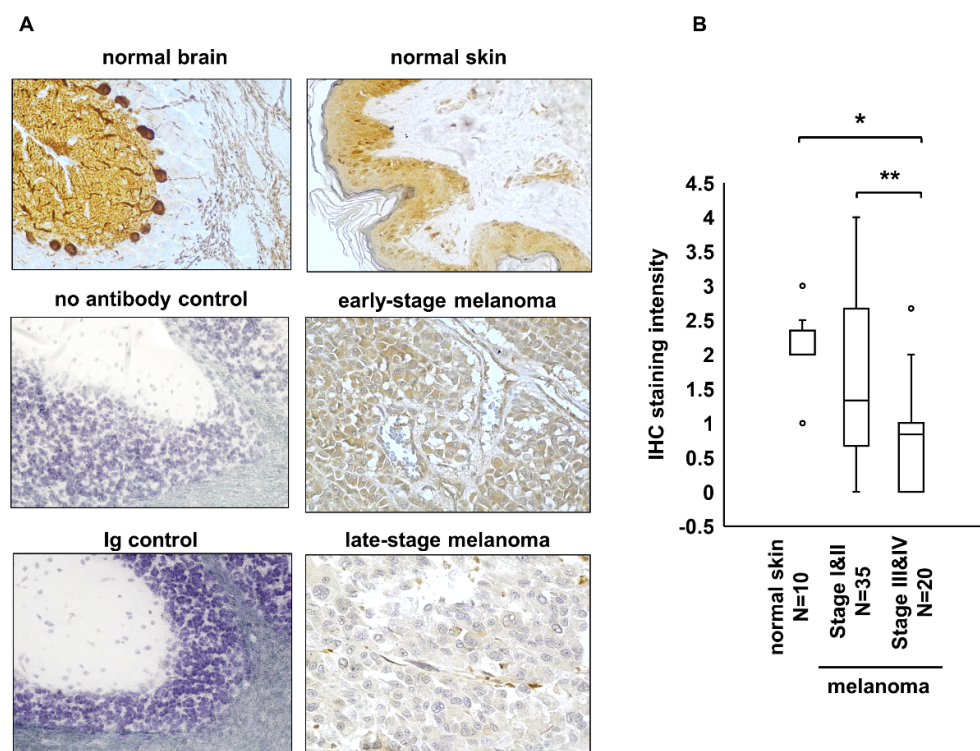 A
B
normal brain
normal skin
no antibody control
early-stage melanoma
Ig control
late-stage melanoma
*
**
4.5
4
3.5
3
2.5
2
1.5
1
0.5
0
-0.5
IHC staining intensity
normal skin
N=10
Stage I&II
N=35
Stage III&IV
N=20
melanoma